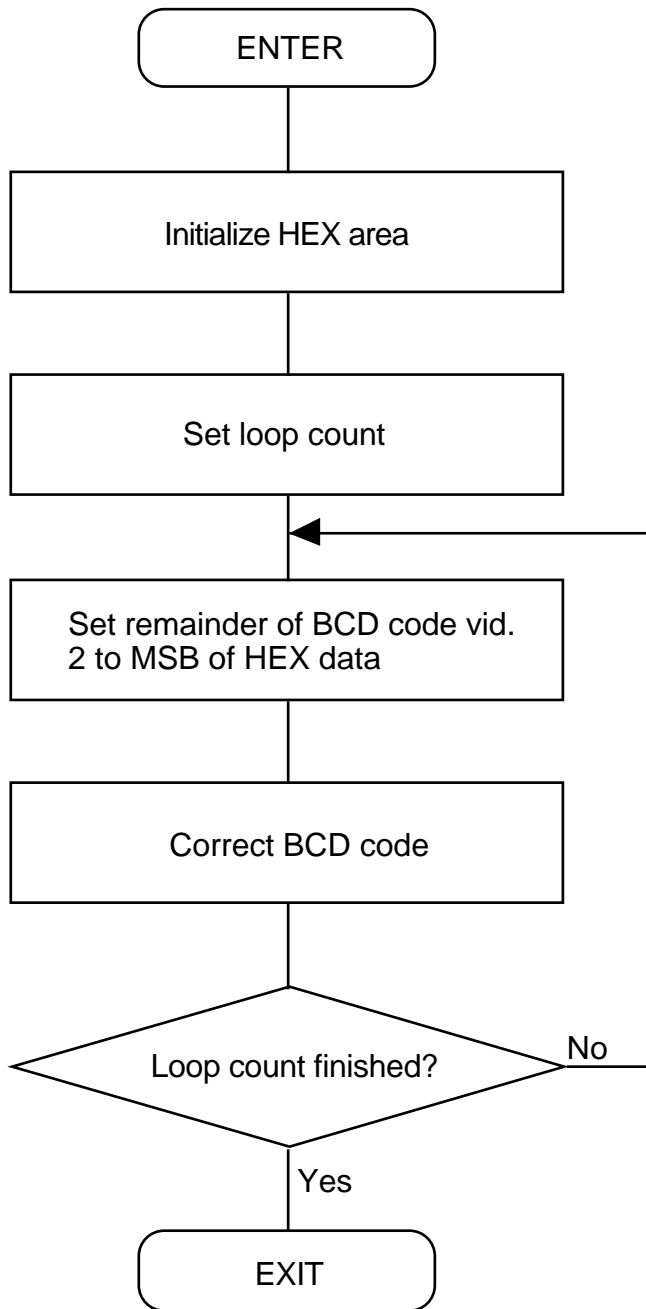 ENTER
Initialize HEX area
Set loop count
Set remainder of BCD code vid.
2 to MSB of HEX data
Correct BCD code
Loop count finished?
No
Yes
EXIT